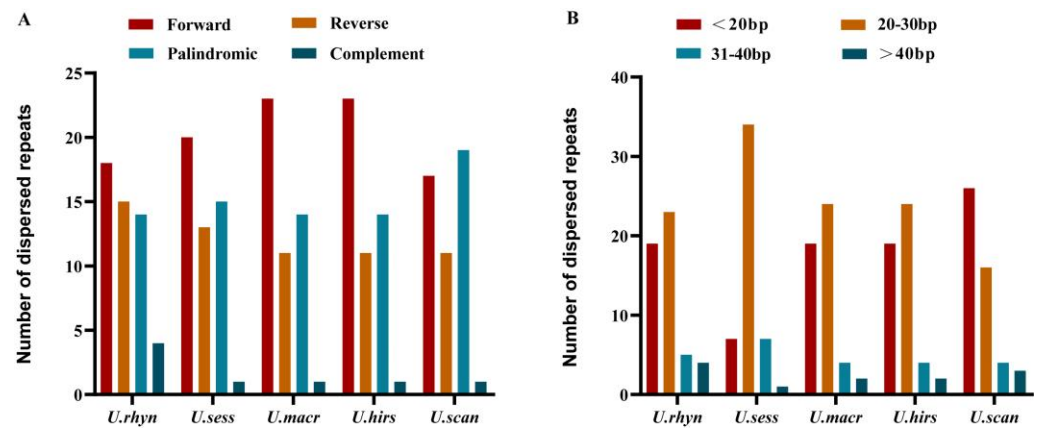 A
Forward
Reverse
Palindromic
Complement
Number of dispersed repeats
25
20
15
10
5
0
U.rhyn
U.sess
U.macr
U.hirs
U.scan
B
<20bp
20-30bp
31-40bp
>40bp
Number of dispersed repeats
40
30
20
10
0
U.rhyn
U.sess
U.macr
U.hirs
U.scan